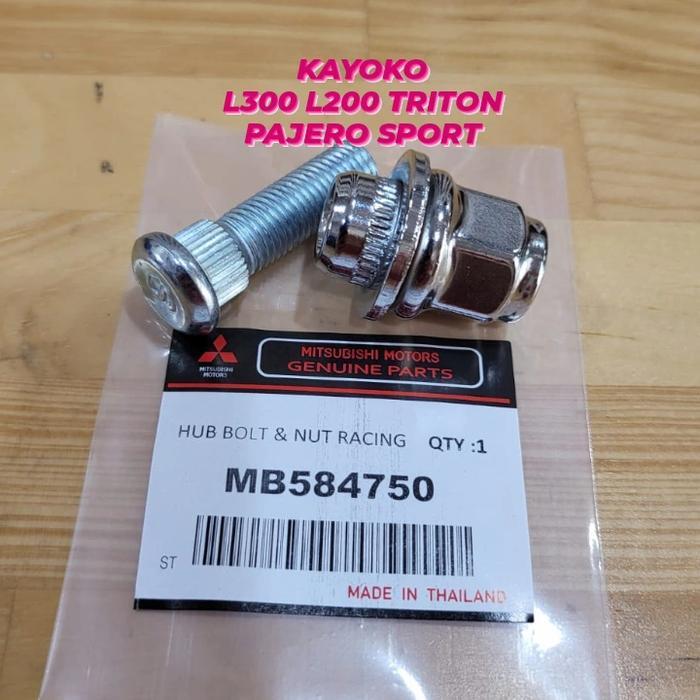 KAYOKO
L300 L200 TRITON
PAJERO SPORT
MITSUBISHI
MOTORS
MITSUBISHI MOTORS
GENUINE PARTS
HUB BOLT & NUT RACING QTY :1
MB584750
ST
MADE IN THAILAND